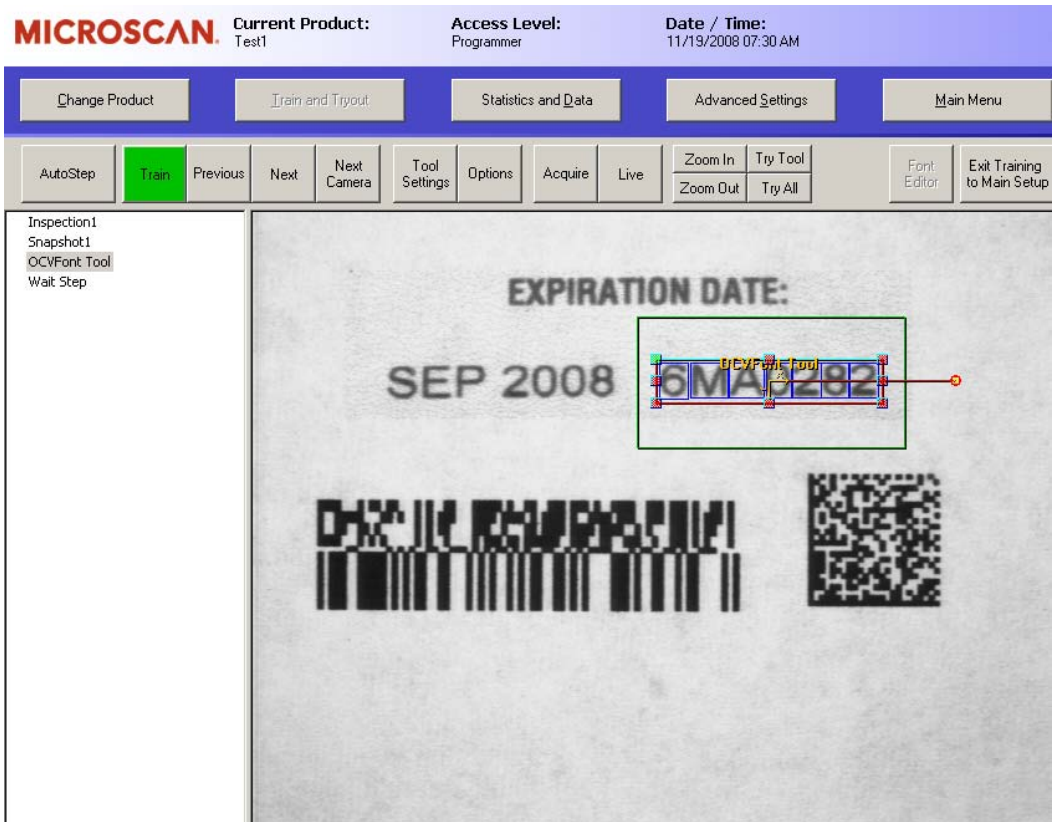 MICROSCAN.
Current Product:
Test1
Access Level:
Programmer
Date / Time:
11/19/2008 07:30 AM
Change Product
Train and Tryout
Statistics and Data
Advanced Settings
Main Menu
AutoStep
Train
Previous
Next
Next
Camera
Tool
Settings
Options
Acquire
Live
Zoom In
Zoom Out
Try Tool
Try All
Font
Editor
Exit Training
to Main Setup
Inspection1
Snapshot1
OCVFont Tool
Wait Step
EXPIRATION DATE:
OCVFont Tool
SEP 2008 6MA0282